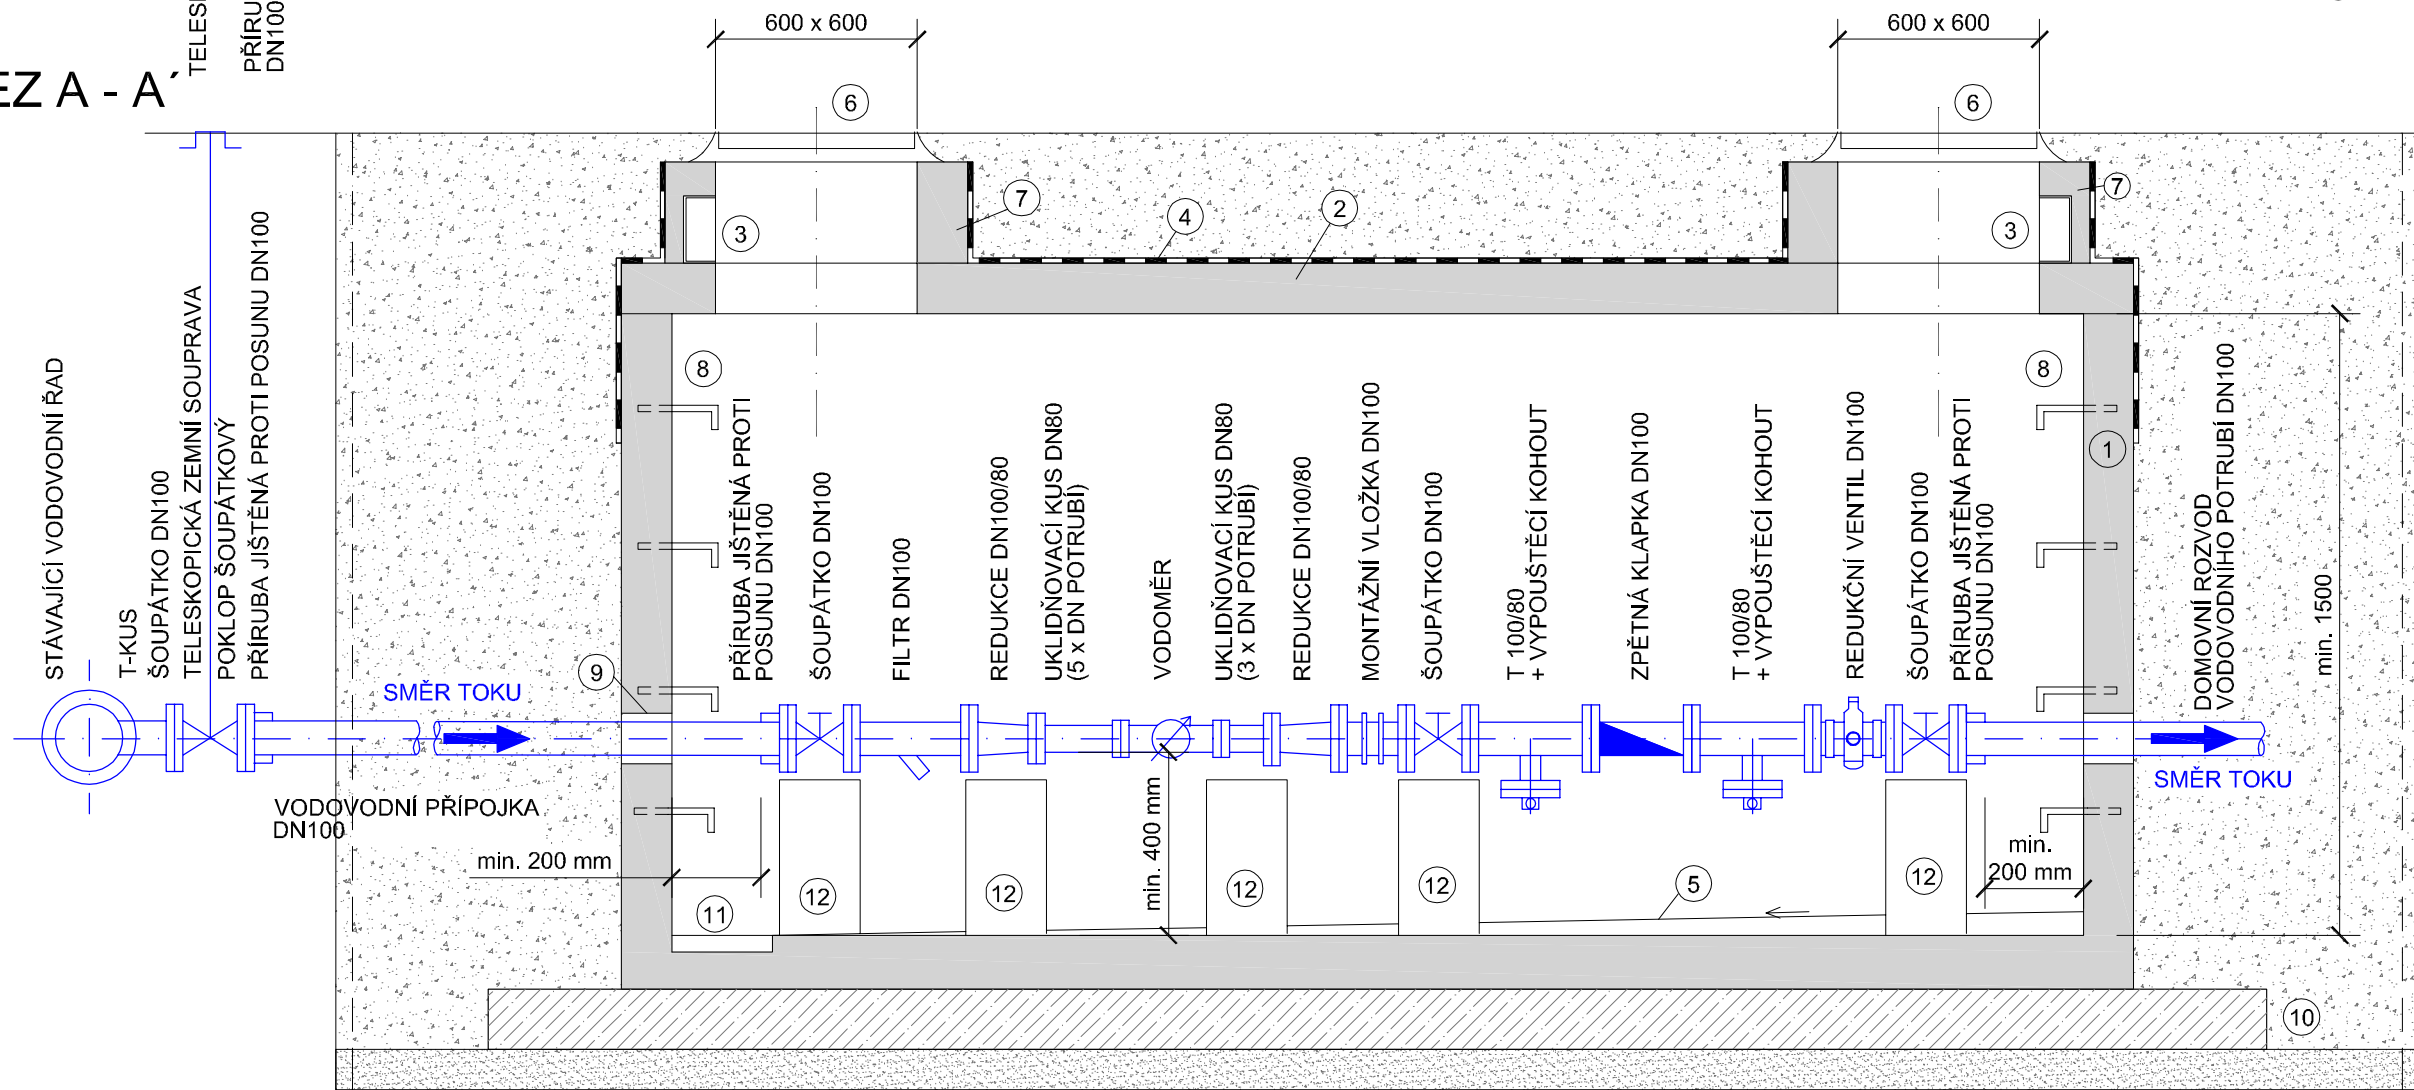 600 x 600
600 x 600
TELES
PŘÍRU
DN100
EZ A - A´
6
6
7
4
2
3
7
3
8
8
1
STÁVAJÍCÍ VODOVODNÍ ŘAD
T-KUS
ŠOUPÁTKO DN100
TELESKOPICKÁ ZEMNÍ SOUPRAVA
POKLOP ŠOUPÁTKOVÝ
PŘÍRUBA JIŠTĚNÁ PROTI POSUNU DN100
PŘÍRUBA JIŠTĚNÁ PROTI
POSUNU DN100
ŠOUPÁTKO DN100
FILTR DN100
REDUKCE DN100/80
UKLIDŇOVACÍ KUS DN80
(5 x DN POTRUBÍ)
VODOMĚR
UKLIDŇOVACÍ KUS DN80
(3 x DN POTRUBÍ)
REDUKCE DN100/80
MONTÁŽNÍ VLOŽKA DN100
ŠOUPÁTKO DN100
T 100/80
+ VYPOUŠTĚCÍ KOHOUT
ZPĚTNÁ KLAPKA DN100
T 100/80
+ VYPOUŠTĚCÍ KOHOUT
REDUKČNÍ VENTIL DN100
ŠOUPÁTKO DN100
PŘÍRUBA JIŠTĚNÁ PROTI
POSUNU DN100
DOMOVNÍ ROZVOD
VODOVODNÍHO POTRUBÍ DN100
min. 1500
9
SMĚR TOKU
SMĚR TOKU
VODOVODNÍ PŘÍPOJKA
DN100
min. 200 mm
min. 400 mm
min.
200 mm
11
12
12
12
12
5
12
10